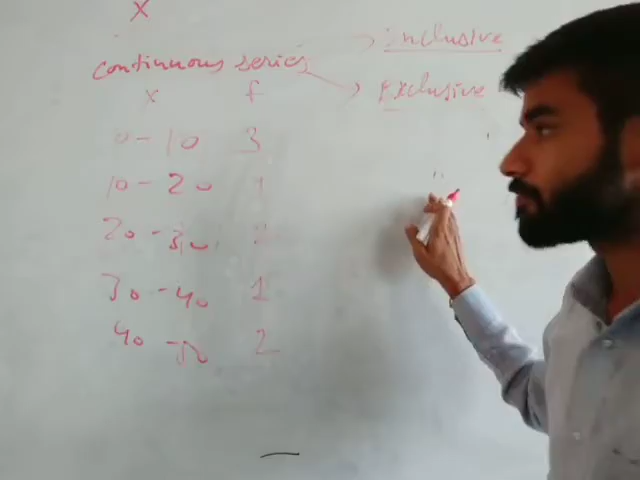 X
inclusive
continuous series
exclusive
x f
0-10 3
10-20 1
20-30 2
30-40 1
40-50 2